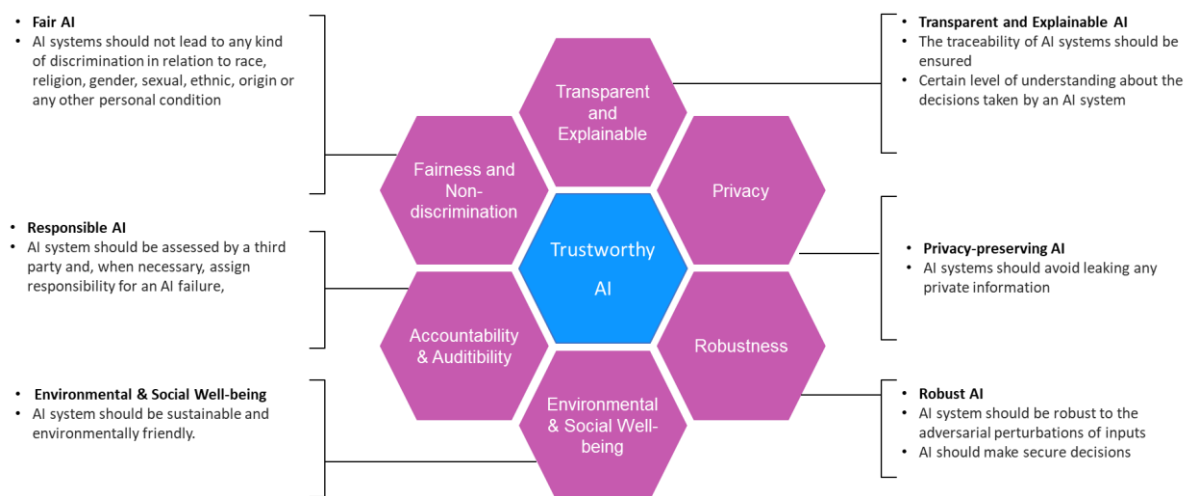 • Fair AI
• AI systems should not lead to any kind
of discrimination in relation to race,
religion, gender, sexual, ethnic, origin or
any other personal condition
• Responsible AI
• AI system should be assessed by a third
party and, when necessary, assign
responsibility for an AI failure,
• Environmental & Social Well-being
• AI system should be sustainable and
environmentally friendly.
Transparent
and
Explainable
Fairness and
Non-
discrimination
Privacy
Trustworthy
AI
Accountability
& Auditibility
Robustness
Environmental
& Social Well-
being
• Transparent and Explainable AI
• The traceability of AI systems should be
ensured
• Certain level of understanding about the
decisions taken by an AI system
• Privacy-preserving AI
• AI systems should avoid leaking any
private information
• Robust AI
• AI system should be robust to the
adversarial perturbations of inputs
• AI should make secure decisions